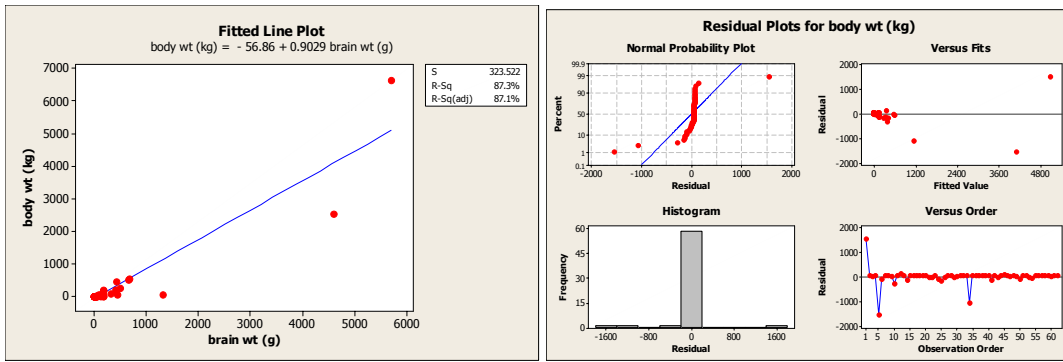 Fitted Line Plot
body wt (kg) = - 56.86 + 0.9029 brain wt (g)
S 323.522
R-Sq 87.3%
R-Sq(adj) 87.1%
7000
6000
5000
4000
3000
2000
1000
0
body wt (kg)
0 1000 2000 3000 4000 5000 6000
brain wt (g)
Residual Plots for body wt (kg)
Normal Probability Plot
99.9
99
90
50
10
1
0.1
Percent
-2000 -1000 0 1000 2000
Residual
Versus Fits
2000
1000
0
-1000
-2000
Residual
0 1200 2400 3600 4800
Fitted Value
Histogram
60
45
30
15
0
Frequency
-1600 -800 0 800 1600
Residual
Versus Order
2000
1000
0
-1000
-2000
Residual
1 5 10 15 20 25 30 35 40 45 50 55 60
Observation Order